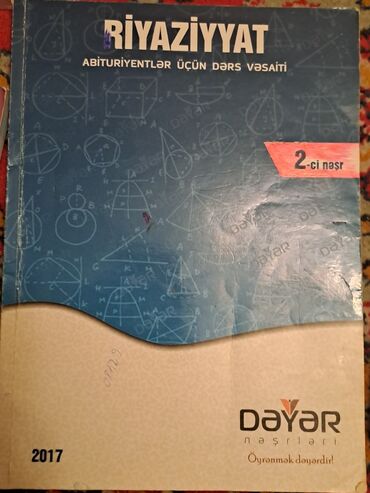 RİYAZİYYAT
ABİTURİYENTLƏR ÜÇÜN DƏRS VƏSAİTİ
2-ci nəşr
DƏYƏR
nəşrləri
Öyrənmək dəyərdir!
2017